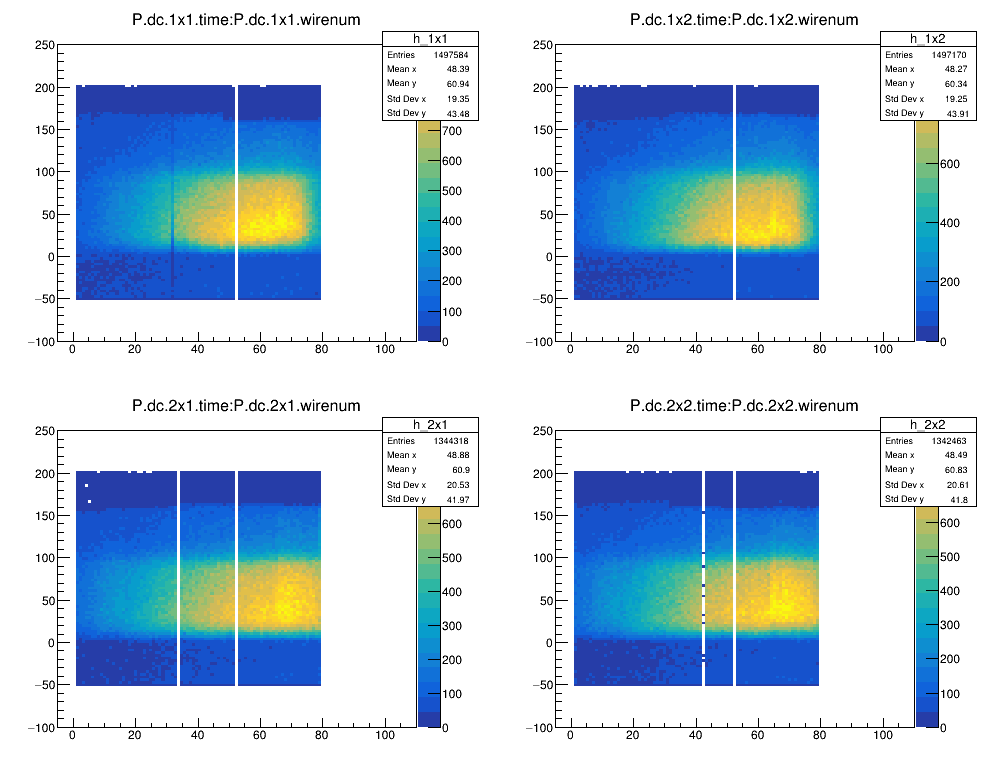 P.dc.1x1.time:P.dc.1x1.wirenum
h_1x1
Entries 1497584
Mean x 48.39
Mean y 60.94
Std Dev x 19.35
Std Dev y 43.48
250
200
150
100
50
0
−50
−100
0 20 40 60 80 100
700
600
500
400
300
200
100
0
P.dc.1x2.time:P.dc.1x2.wirenum
h_1x2
Entries 1497170
Mean x 48.27
Mean y 60.34
Std Dev x 19.25
Std Dev y 43.91
250
200
150
100
50
0
−50
−100
0 20 40 60 80 100
600
400
200
0
P.dc.2x1.time:P.dc.2x1.wirenum
h_2x1
Entries 1344318
Mean x 48.88
Mean y 60.9
Std Dev x 20.53
Std Dev y 41.97
250
200
150
100
50
0
−50
−100
0 20 40 60 80 100
600
500
400
300
200
100
0
P.dc.2x2.time:P.dc.2x2.wirenum
h_2x2
Entries 1342463
Mean x 48.49
Mean y 60.83
Std Dev x 20.61
Std Dev y 41.8
250
200
150
100
50
0
−50
−100
0 20 40 60 80 100
600
500
400
300
200
100
0